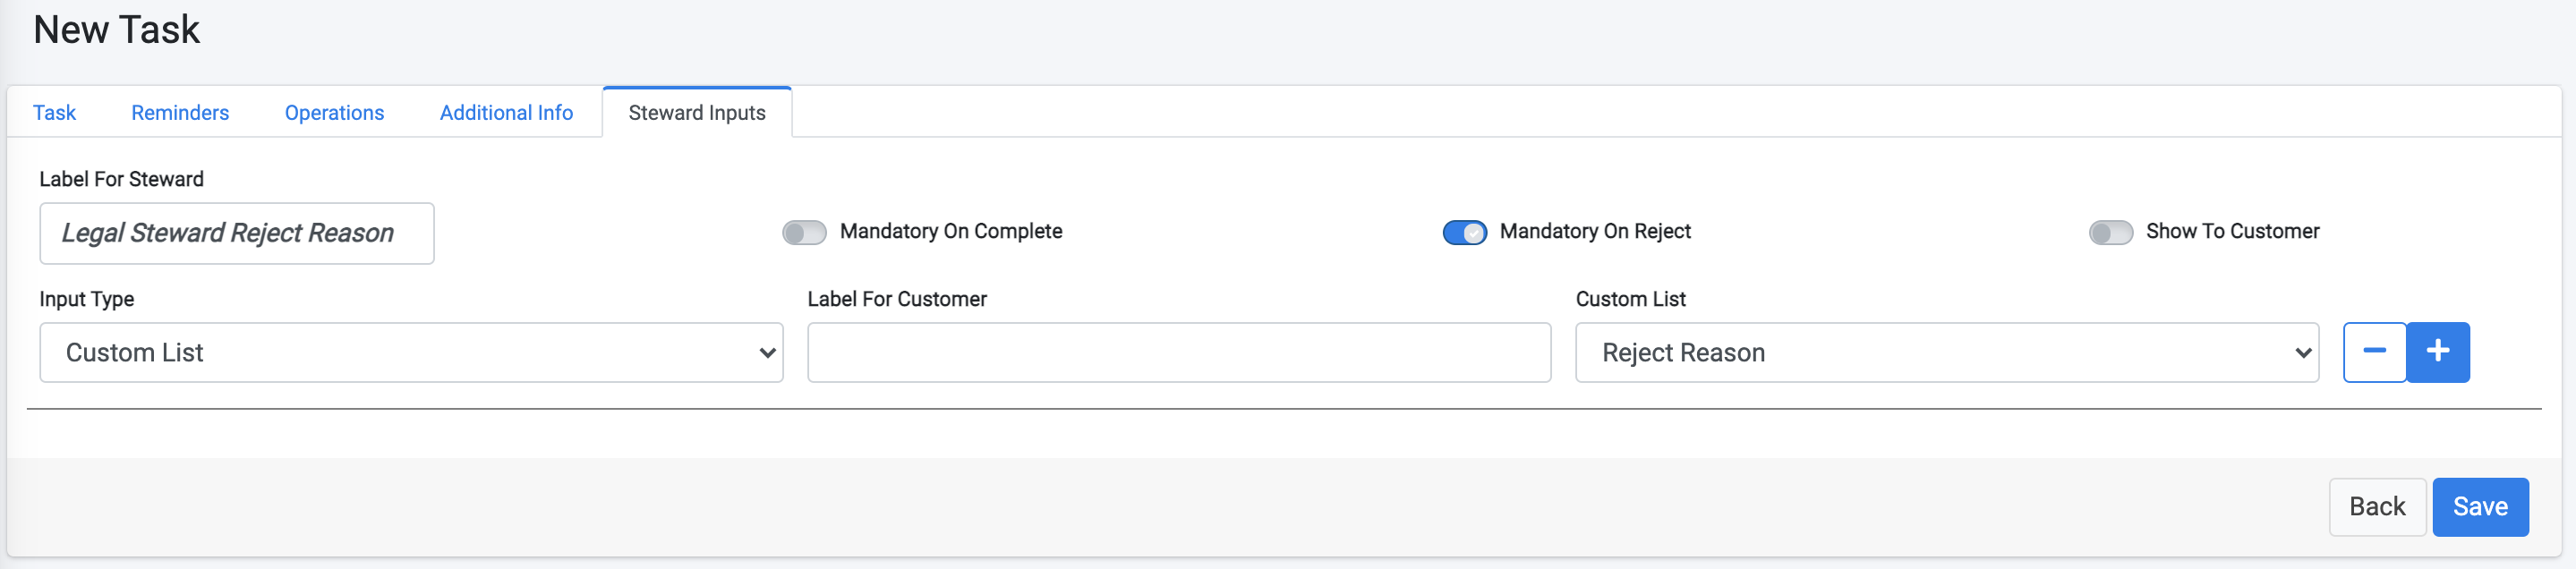 New Task
Task Reminders Operations Additional Info Steward Inputs
Label For Steward
Legal Steward Reject Reason Mandatory On Complete Mandatory On Reject Show To Customer
Input Type Label For Customer Custom List
Custom List Reject Reason
Back Save